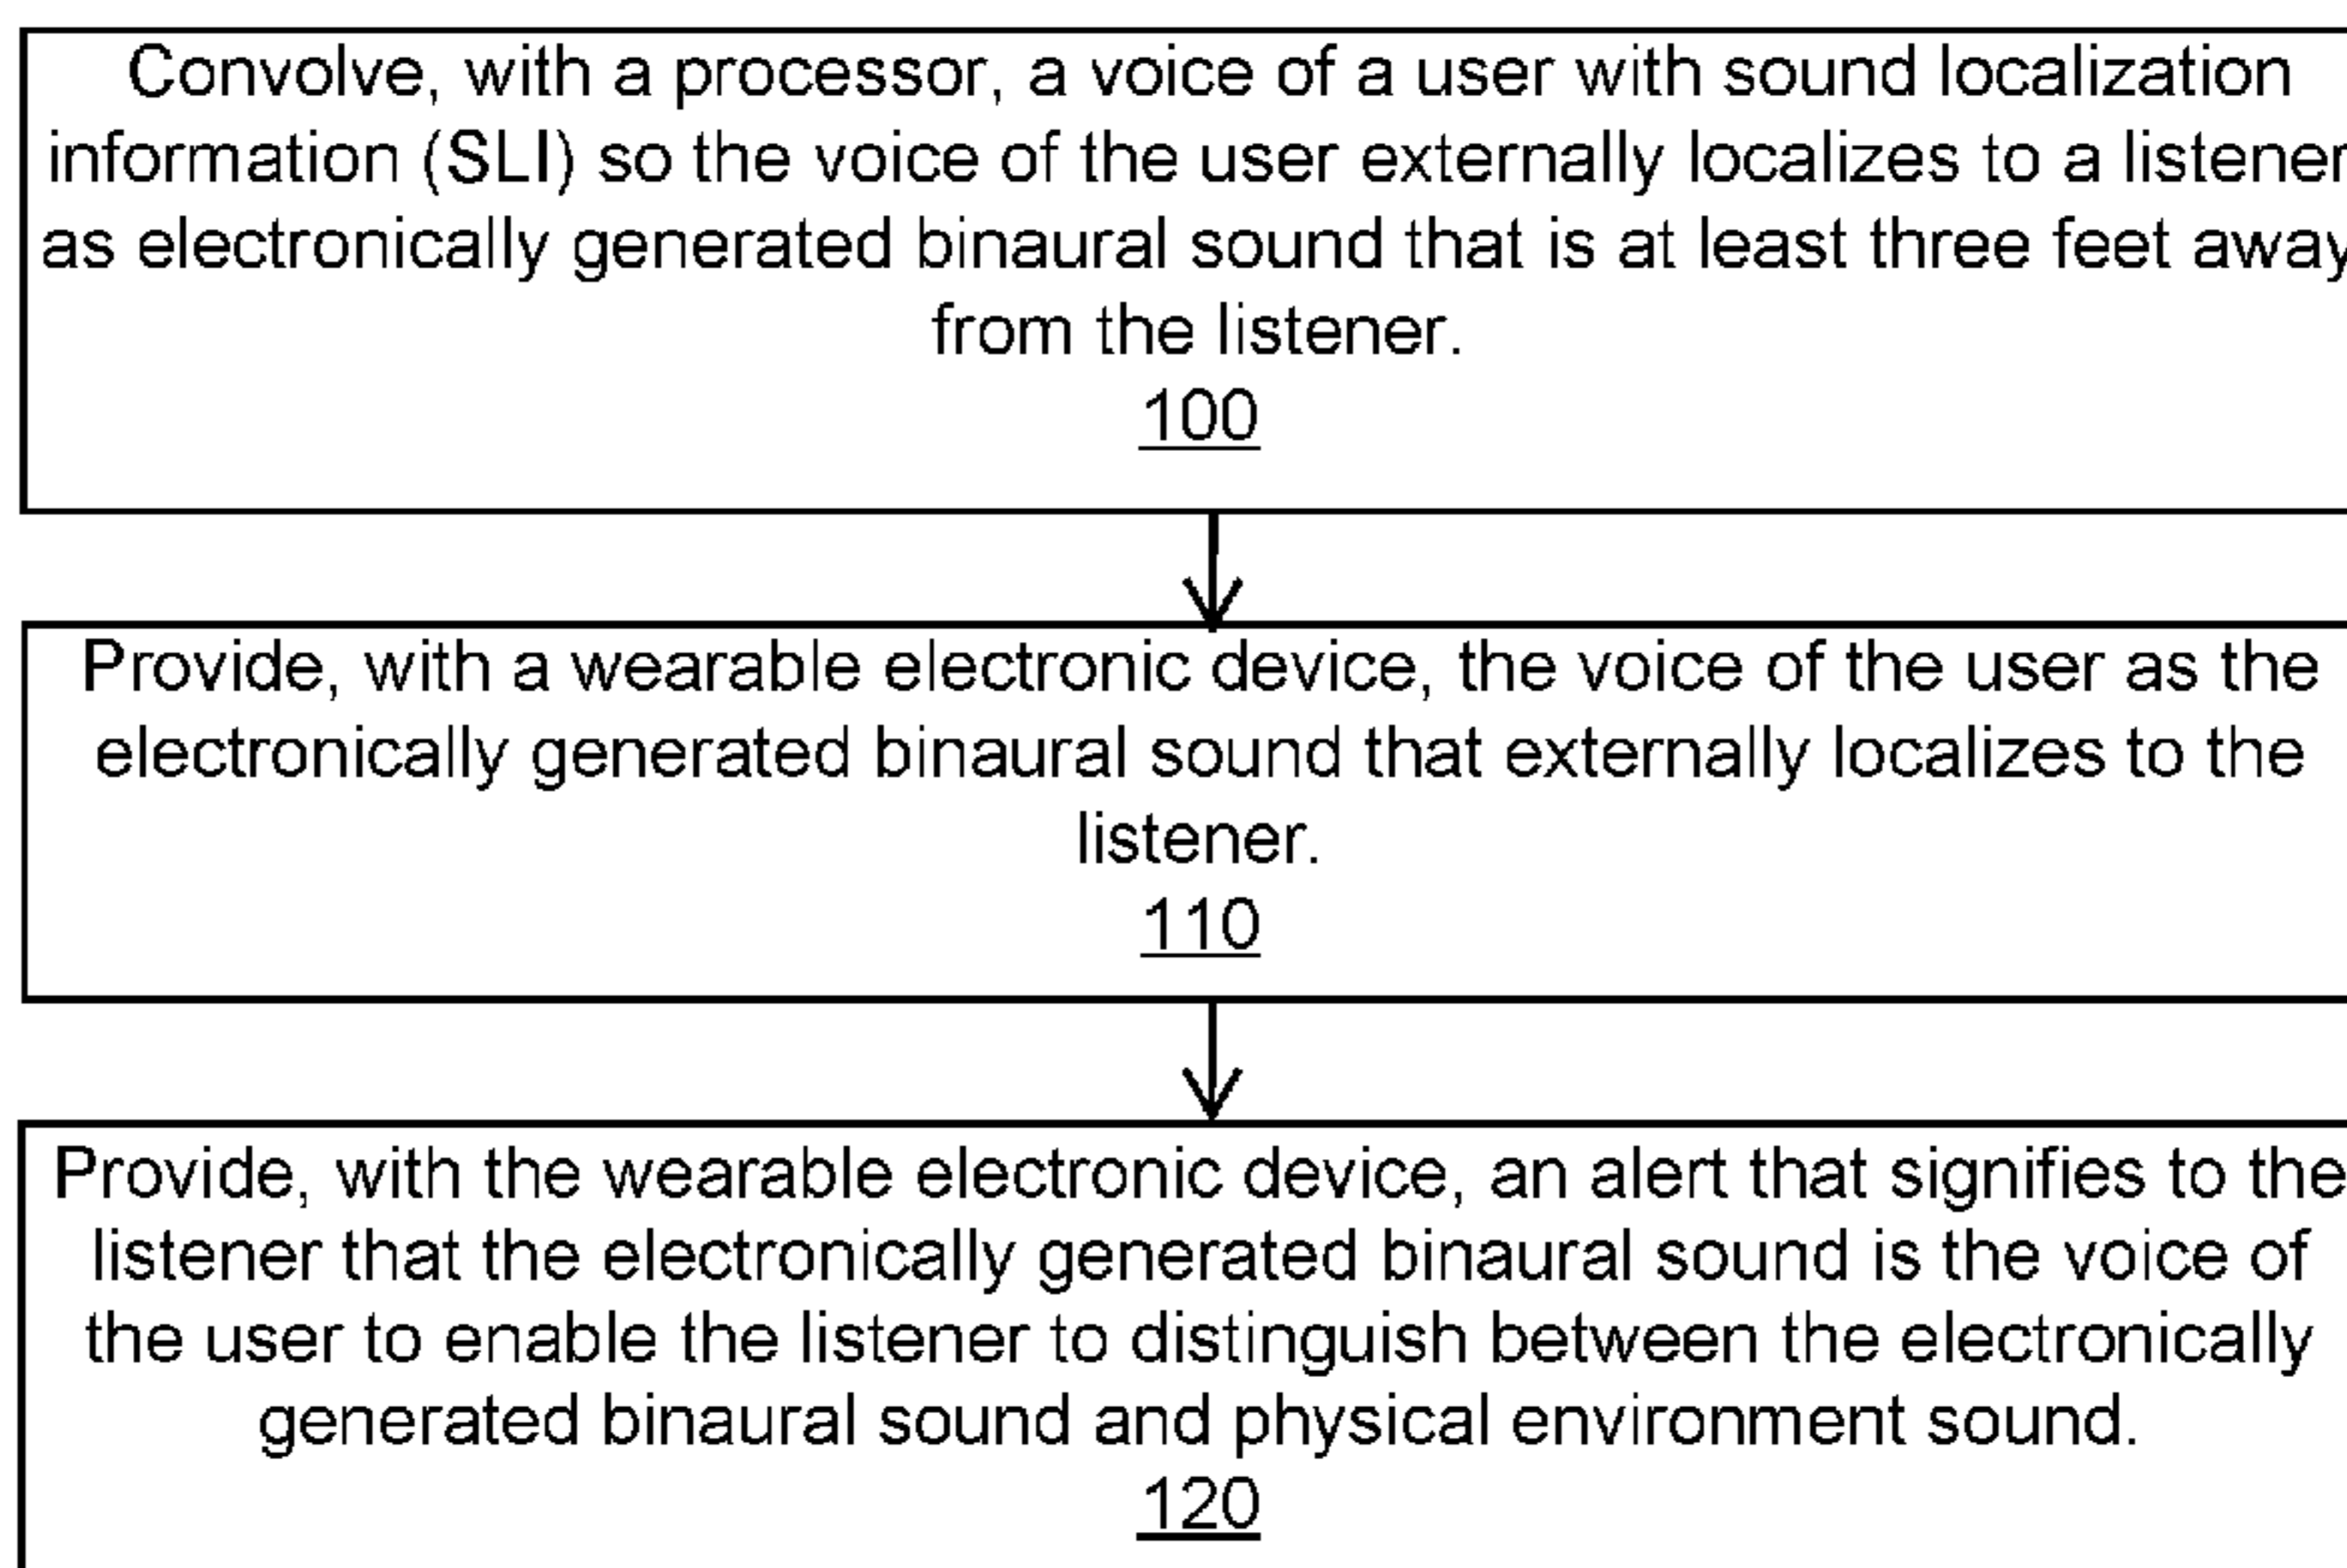 Convolve, with a processor, a voice of a user with sound localization
information (SLI) so the voice of the user externally localizes to a listener
as electronically generated binaural sound that is at least three feet away
from the listener.
100
Provide, with a wearable electronic device, the voice of the user as the
electronically generated binaural sound that externally localizes to the
listener.
110
Provide, with the wearable electronic device, an alert that signifies to the
listener that the electronically generated binaural sound is the voice of
the user to enable the listener to distinguish between the electronically
generated binaural sound and physical environment sound.
120